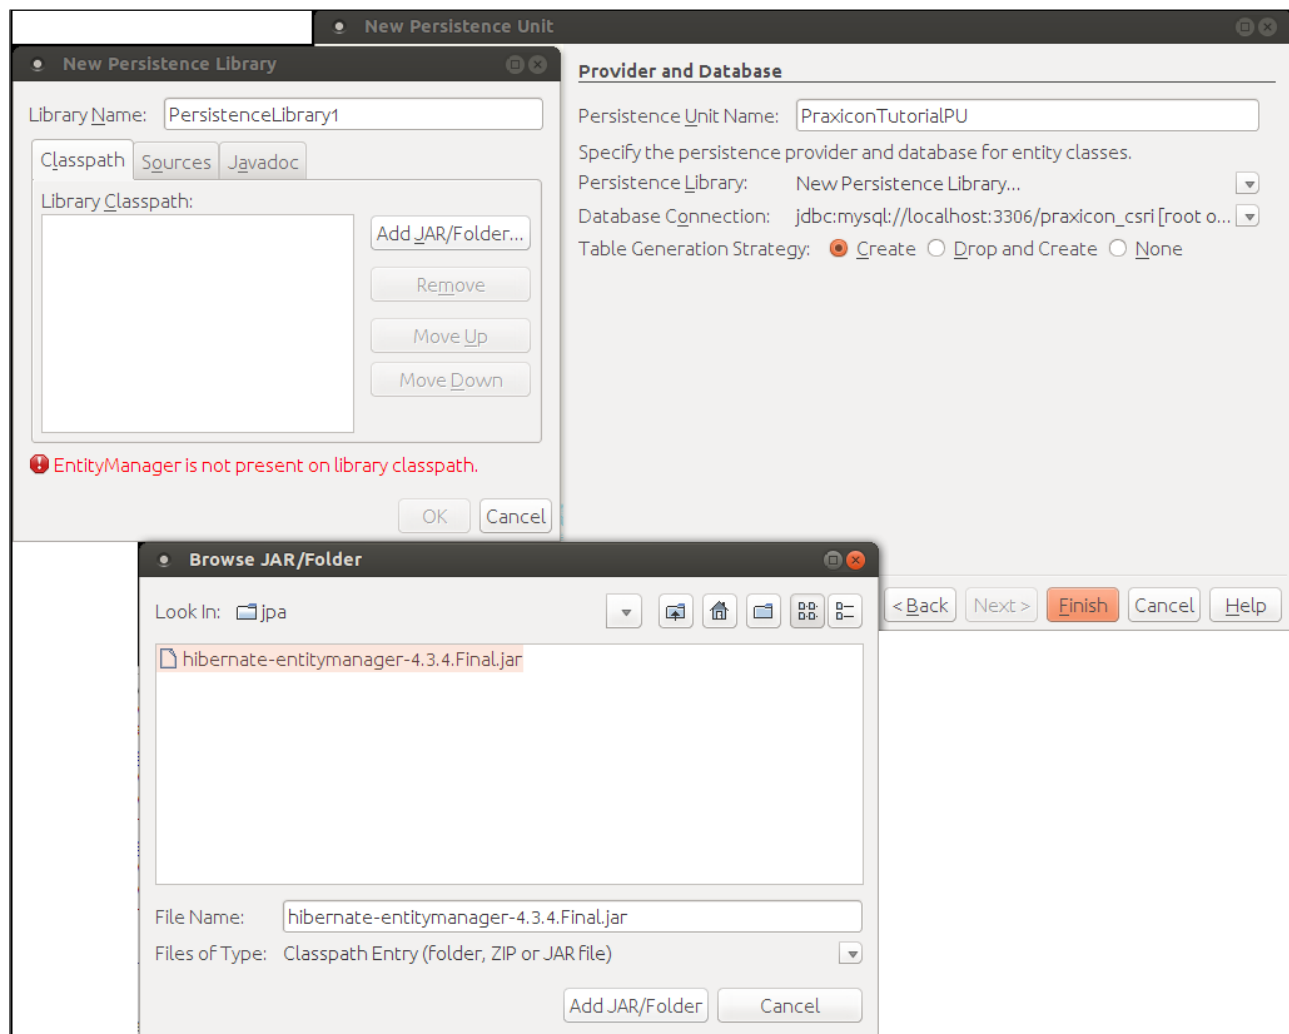 New Persistence Unit
New Persistence Library
Library Name: PersistenceLibrary1
Classpath Sources Javadoc
Library Classpath:
Add JAR/Folder...
Remove
Move Up
Move Down
EntityManager is not present on library classpath.
OK Cancel
Provider and Database
Persistence Unit Name: PraxiconTutorialPU
Specify the persistence provider and database for entity classes.
Persistence Library: New Persistence Library...
Database Connection: jdbc:mysql://localhost:3306/praxicon_csri [root o...
Table Generation Strategy: Create Drop and Create None
< Back Next > Finish Cancel Help
Browse JAR/Folder
Look In: jpa
hibernate-entitymanager-4.3.4.Final.jar
File Name: hibernate-entitymanager-4.3.4.Final.jar
Files of Type: Classpath Entry (folder, ZIP or JAR file)
Add JAR/Folder Cancel